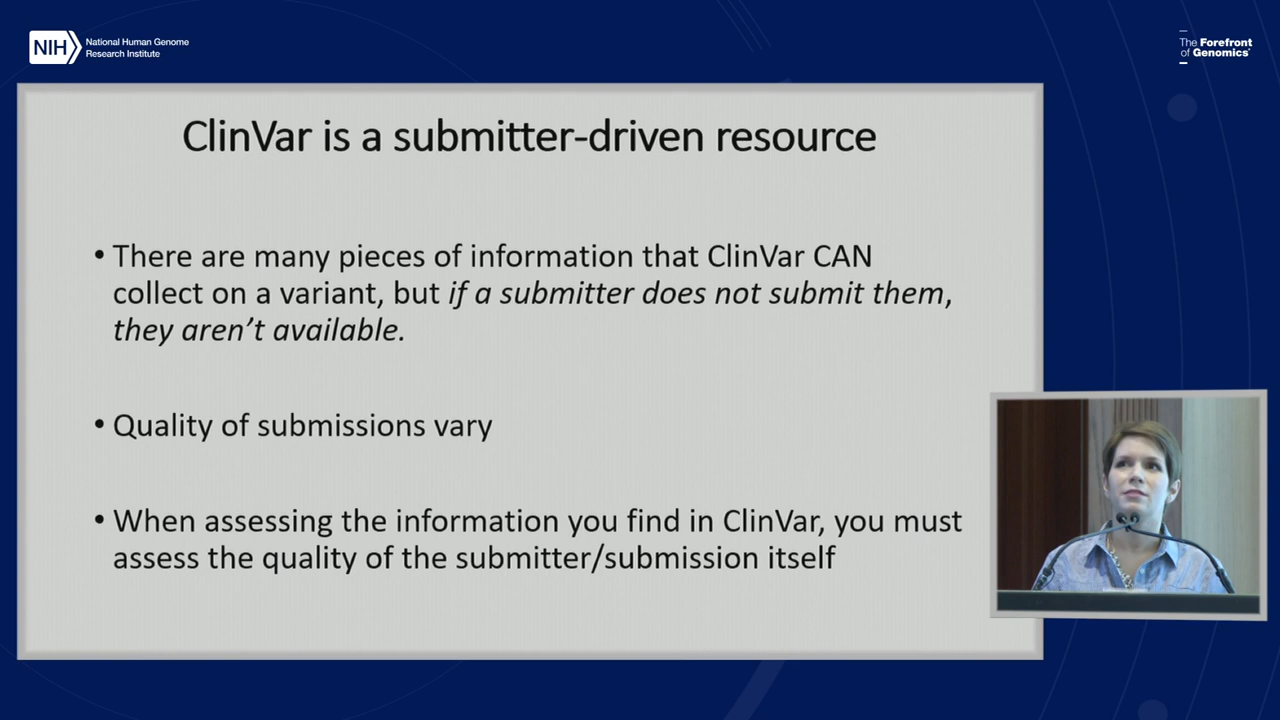 NIH
National Human Genome
Research Institute
The Forefront
of Genomics®
ClinVar is a submitter-driven resource
• There are many pieces of information that ClinVar CAN
collect on a variant, but if a submitter does not submit them,
they aren’t available.
• Quality of submissions vary
• When assessing the information you find in ClinVar, you must
assess the quality of the submitter/submission itself